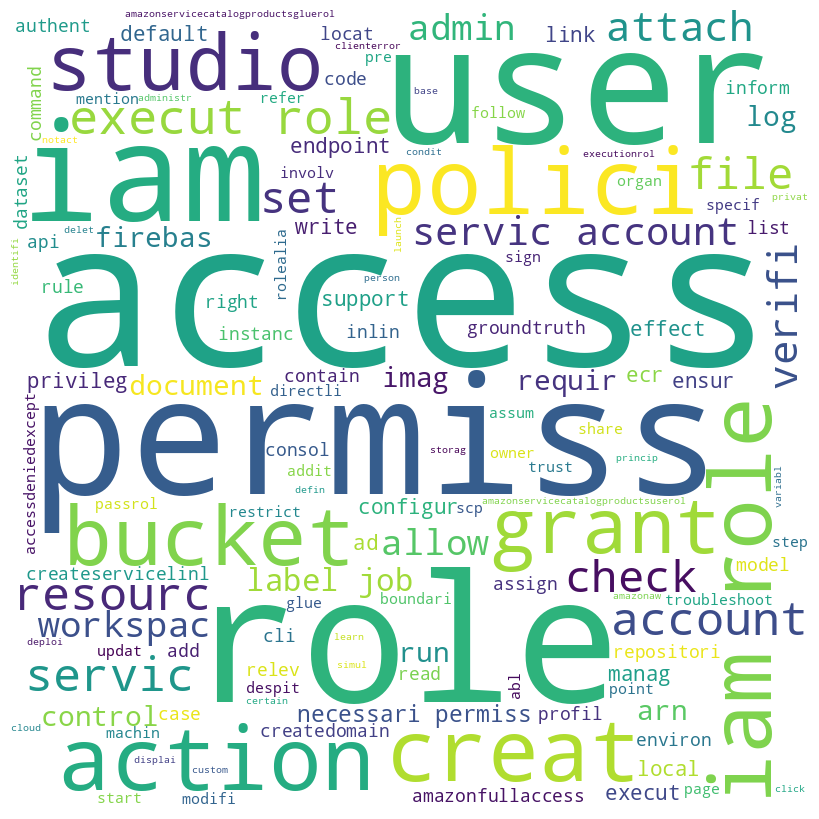 amazonservicecatalogproductsgluerol
authent
default
locat
admin
link
attach
clienterror
studio
user
pre
code
inform
command
mention
administr
refer
base
follow
log
execut role
notact
iam
endpoint
executionrol
involv
condit
polici
file
organ
privat
dataset
set
specif
delet
write
servic account
list
api
firebas
launch
rolealia
sign
verifi
identifi
access
person
rule
right
support
instanc
inlin
groundtruth
effect
privileg
document
contain
imag
requir
ecr
ensur
directli
accessdeniedexcept
permiss
assum
share
consol
storag
owner
trust
princip
addit
defin
variabl
iam role
passrol
restrict
configur
scp
amazonservicecatalogproductsuserol
bucket
grant
ad
allow
step
createservicelinl
label job
check
model
resourc
glue
boundari
assign
amazonaw
troubleshoot
role
workspac
account
deploi
updat
add
cli
learn
run
repositori
servic
relev
simul
read
abl
manag
despit
point
certain
control
case
necessari permiss
profil
arn
cloud
machin
createdomain
environ
action
creat
displai
custom
local
start
modifi
amazonfullaccess
execut
page
click